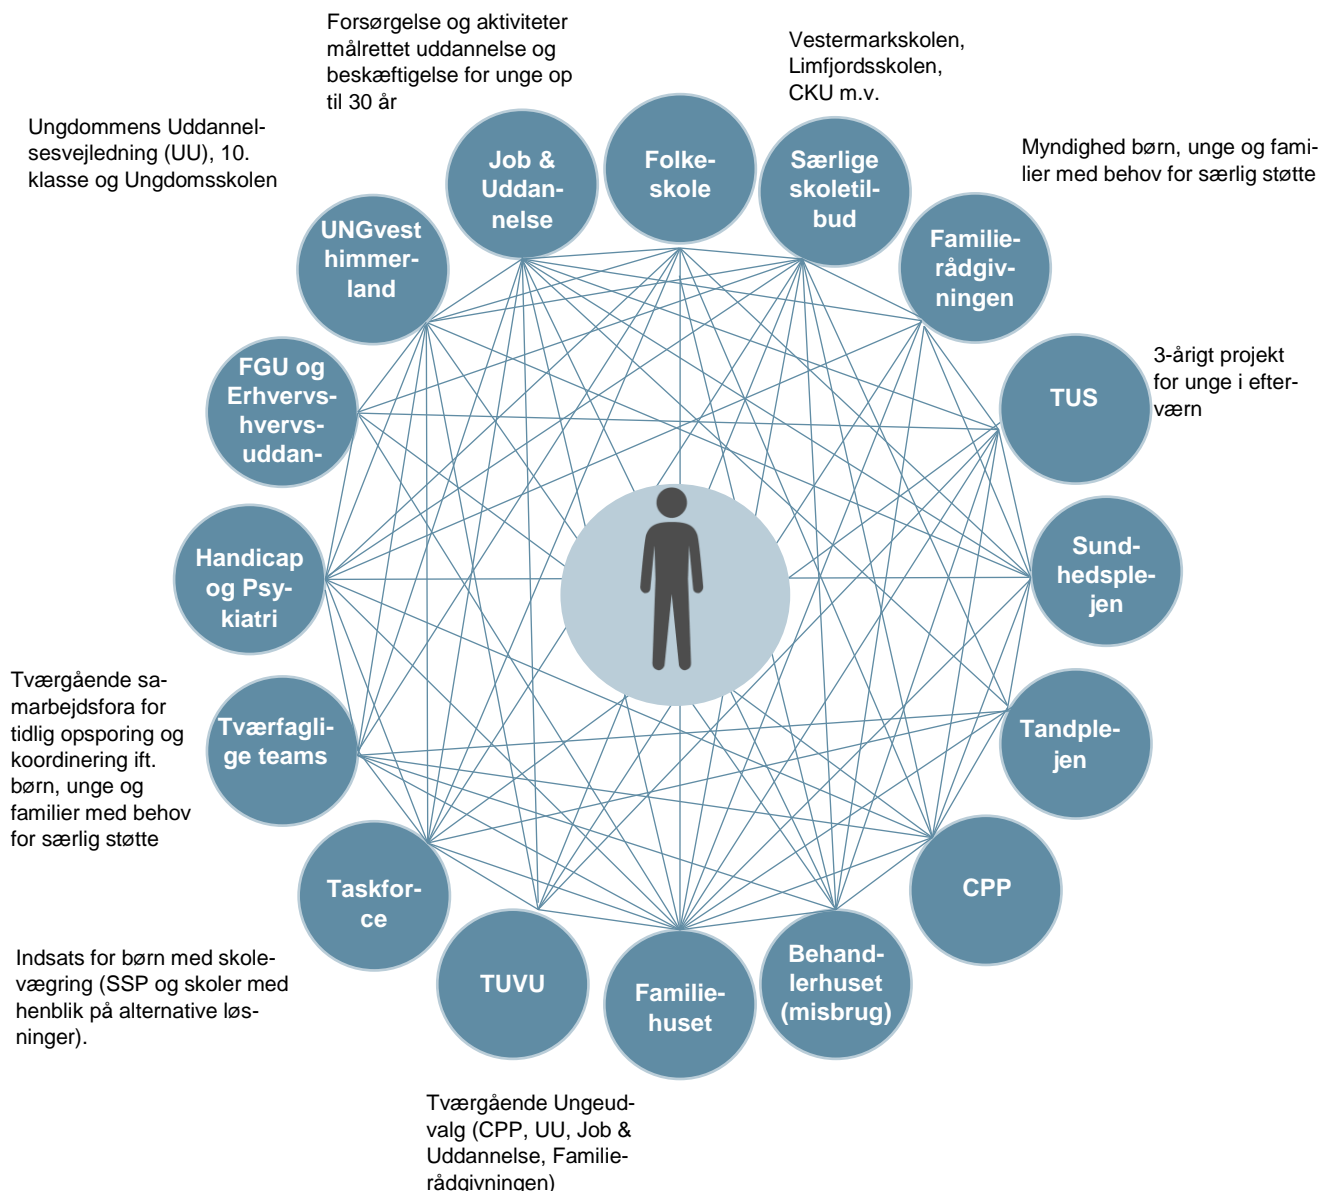 Forsørgelse og aktiviteter
målrettet uddannelse og
beskæftigelse for unge op
til 30 år
Vestermarkskolen,
Limfjordsskolen,
CKU m.v.
Ungdommens Uddannel-
sesvejledning (UU), 10.
klasse og Ungdomsskolen
Myndighed børn, unge og fami-
lier med behov for særlig støtte
Job &
Uddan-
nelse
Folke-
skole
Særlige
skoletil-
bud
UNGvest
himmer-
land
Familie-
rådgiv-
ningen
FGU og
Erhvervs-
hvervs-
uddan-
TUS
3-årigt projekt
for unge i efter-
værn
Handicap
og Psy-
kiatri
Sund-
hedsple-
jen
Tværgående sa-
marbejdsfora for
tidlig opsporing og
koordinering ift.
børn, unge og
familier med behov
for særlig støtte
Tværfagli-
ge teams
Tandple-
jen
Taskfor-
ce
CPP
Indsats for børn med skole-
vægring (SSP og skoler med
henblik på alternative løs-
ninger).
TUVU
Familie-
huset
Behand-
lerhuset
(misbrug)
Tværgående Ungeud-
valg (CPP, UU, Job &
Uddannelse, Familie-
rådgivningen)